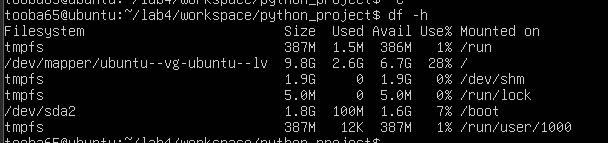 tooba65@ubuntu:~/lab4/workspace/python_project$ df -h
Filesystem                         Size  Used Avail Use% Mounted on
tmpfs                              387M  1.5M  386M   1% /run
/dev/mapper/ubuntu--vg-ubuntu--lv  9.8G  2.6G  6.7G  28% /
tmpfs                              1.9G     0  1.9G   0% /dev/shm
tmpfs                              5.0M     0  5.0M   0% /run/lock
/dev/sda2                          1.8G  100M  1.6G   7% /boot
tmpfs                              387M   12K  387M   1% /run/user/1000
tooba65@ubuntu:~/lab4/workspace/python_project$